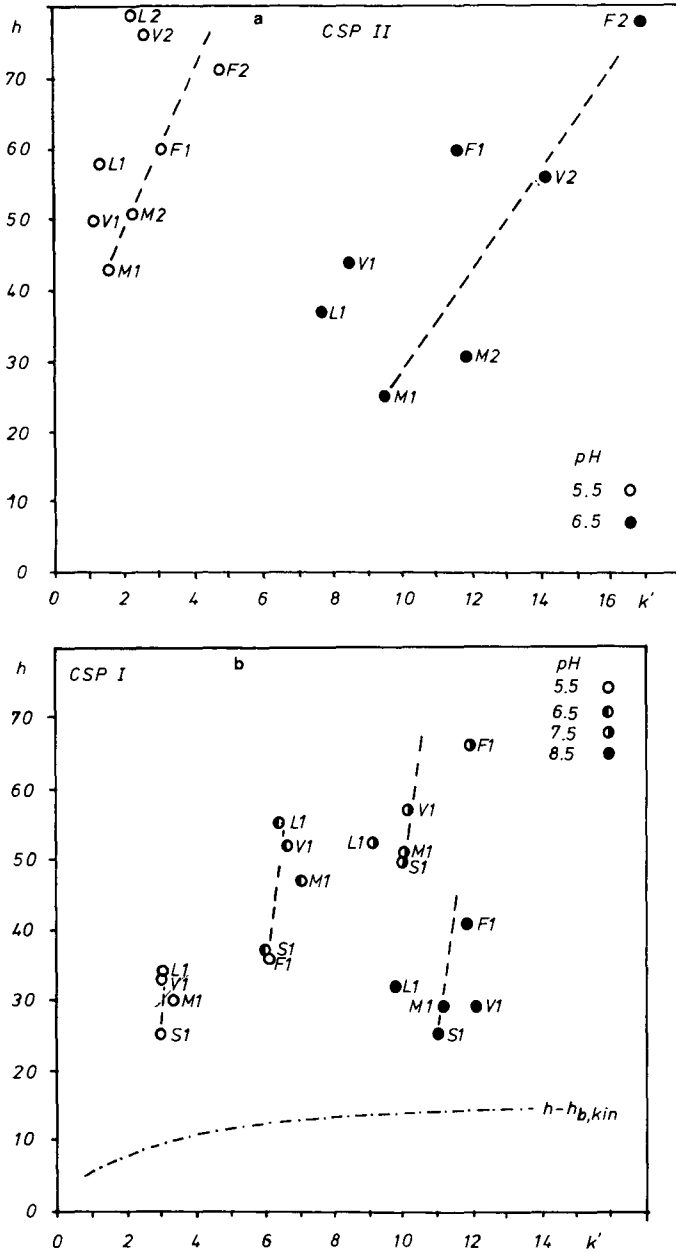 h
a
CSP II
L2
V2
F2
F2
70
60
50
40
30
20
10
0
L1
F1
F1
V1
M2
V2
M1
V1
L1
M2
M1
pH
5.5
6.5
0 2 4 6 8 10 12 14 16 k'
h
CSP I
b
pH
5.5
6.5
7.5
8.5
70
60
50
40
30
20
10
0
F1
L1
V1
V1
L1
M1
M1
S1
S1
F1
F1
L1
V1
M1
L1
M1
V1
S1
S1
h-hb,kin
0 2 4 6 8 10 12 14 k'